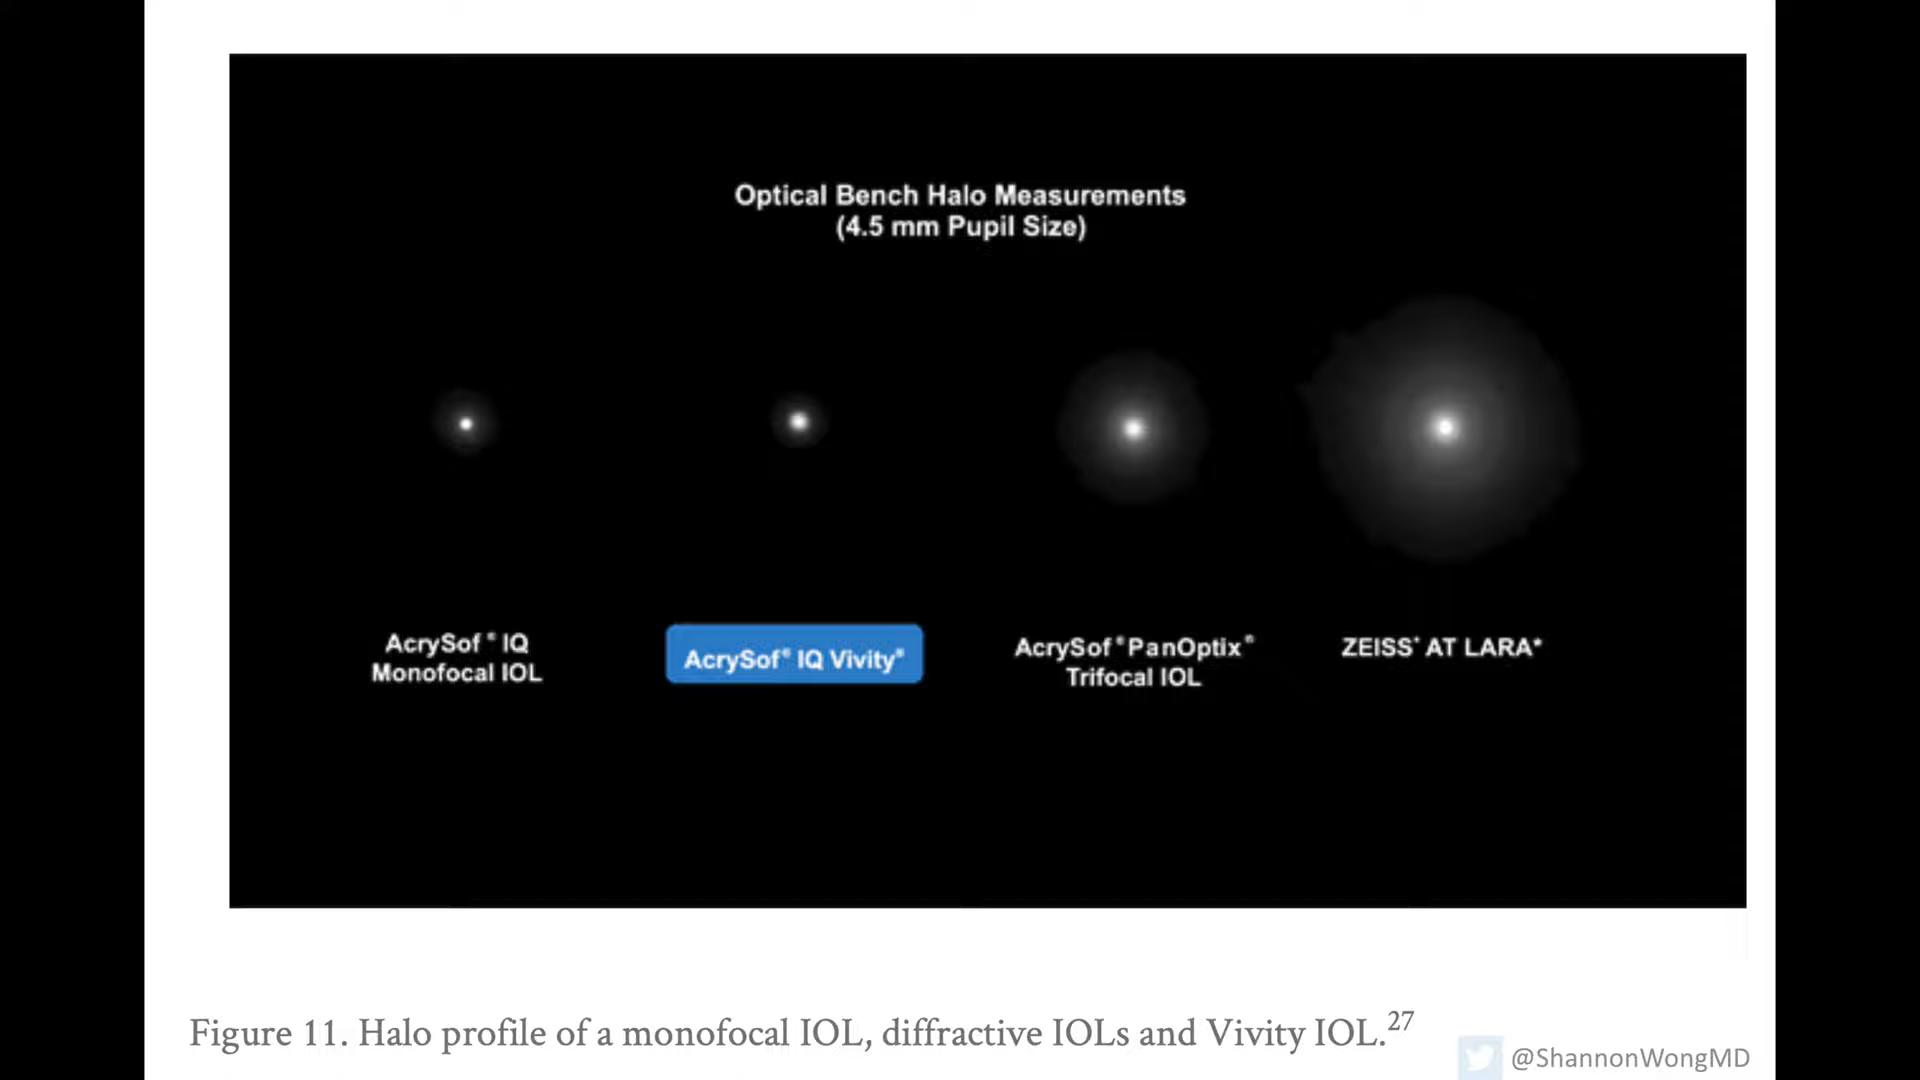 Optical Bench Halo Measurements
(4.5 mm Pupil Size)
AcrySof® IQ
Monofocal IOL
AcrySof® IQ Vivity®
AcrySof®PanOptix®
Trifocal IOL
ZEISS* AT LARA*
Figure 11. Halo profile of a monofocal IOL, diffractive IOLs and Vivity IOL.27
@ShannonWongMD